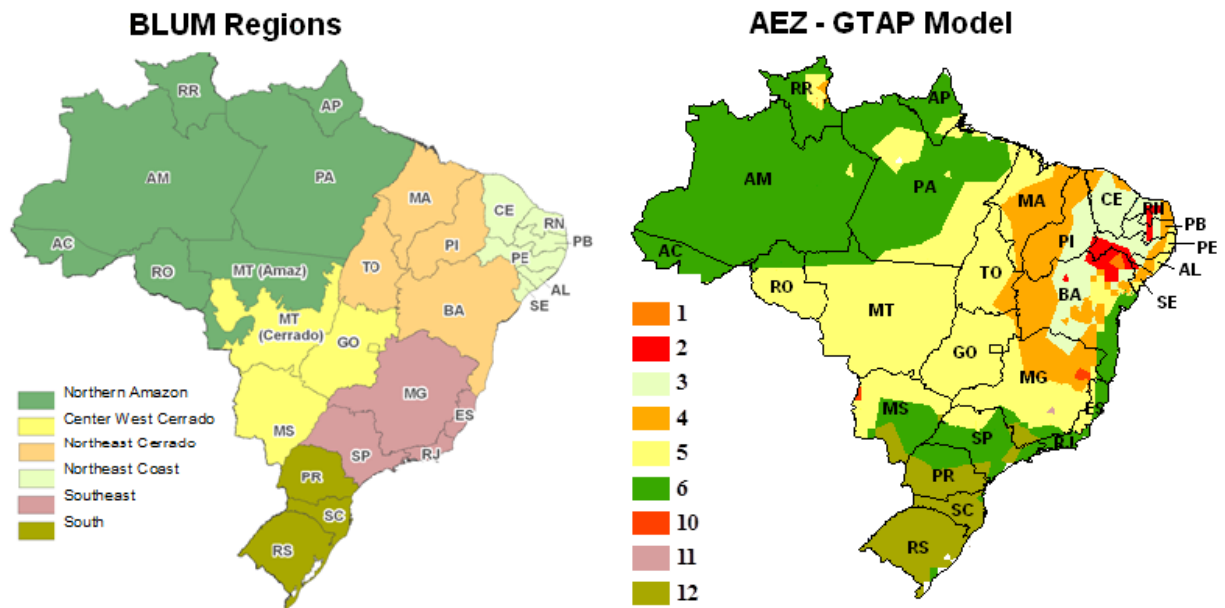 BLUM Regions
RR
AP
AM
PA
AC
RO
MT (Amaz)
MT
(Cerrado)
TO
MA
PI
CE
RN
PB
PE
AL
SE
BA
GO
MG
ES
MS
SP
RJ
PR
SC
RS
Northern Amazon
Center West Cerrado
Northeast Cerrado
Northeast Coast
Southeast
South
AEZ - GTAP Model
RR
AP
AM
PA
AC
RO
MT
TO
MA
PI
CE
RN
PB
PE
AL
SE
BA
GO
MG
ES
MS
SP
RJ
PR
SC
RS
1
2
3
4
5
6
10
11
12